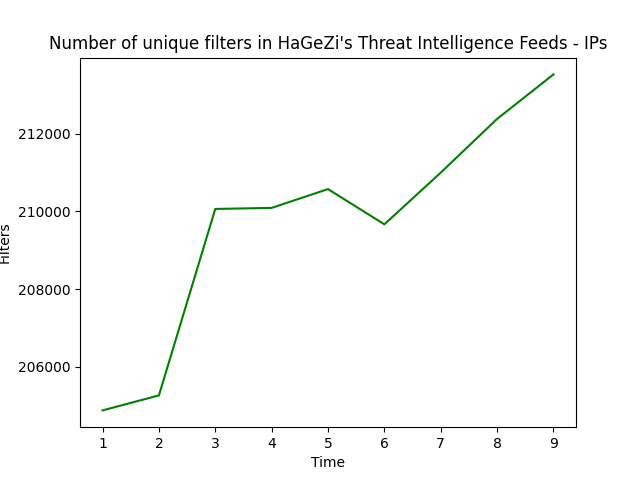 Number of unique filters in HaGeZi's Threat Intelligence Feeds - IPs
212000
210000
208000
206000
Filters
1 2 3 4 5 6 7 8 9
Time